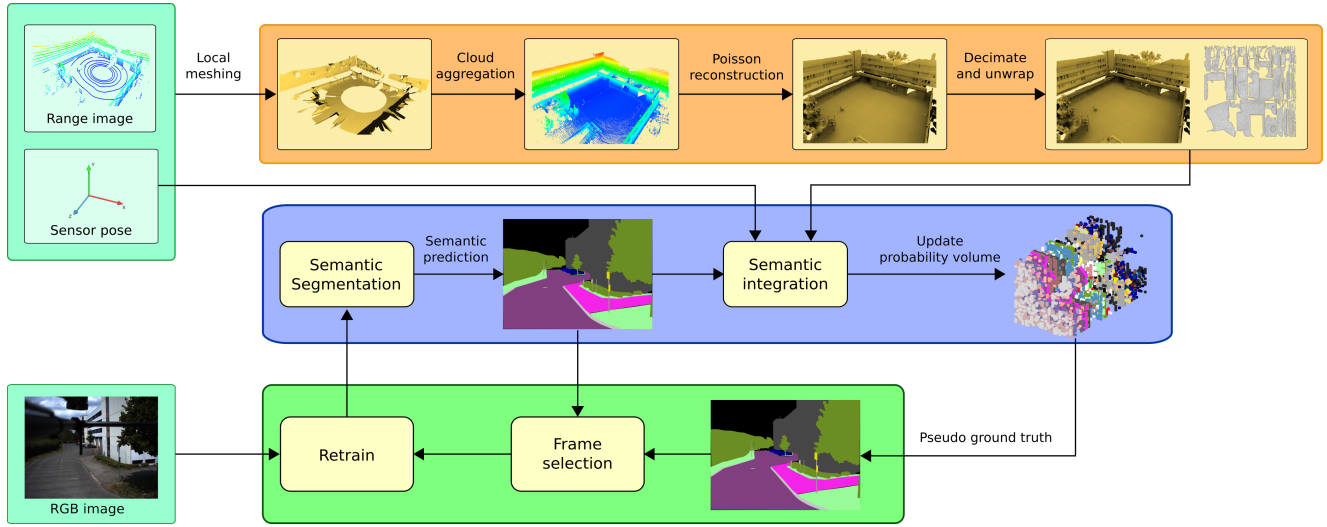 Range image
Sensor pose
Local
meshing
Cloud
aggregation
Poisson
reconstruction
Decimate
and unwrap
Y
X
Z
Semantic
Segmentation
Semantic
prediction
Semantic
integration
Update
probability volume
RGB image
Retrain
Frame
selection
Pseudo ground truth